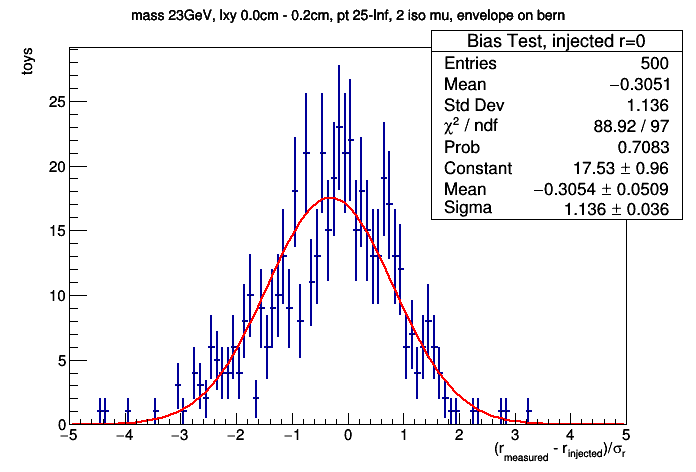 mass 23GeV, lxy 0.0cm - 0.2cm, pt 25-Inf, 2 iso mu, envelope on bern
Bias Test, injected r=0
Entries 500
Mean −0.3051
Std Dev 1.136
χ² / ndf 88.92 / 97
Prob 0.7083
Constant 17.53 ± 0.96
Mean −0.3054 ± 0.0509
Sigma 1.136 ± 0.036
toys
25
20
15
10
5
0
−5 −4 −3 −2 −1 0 1 2 3 4 5
(r_measured - r_injected)/σ_r